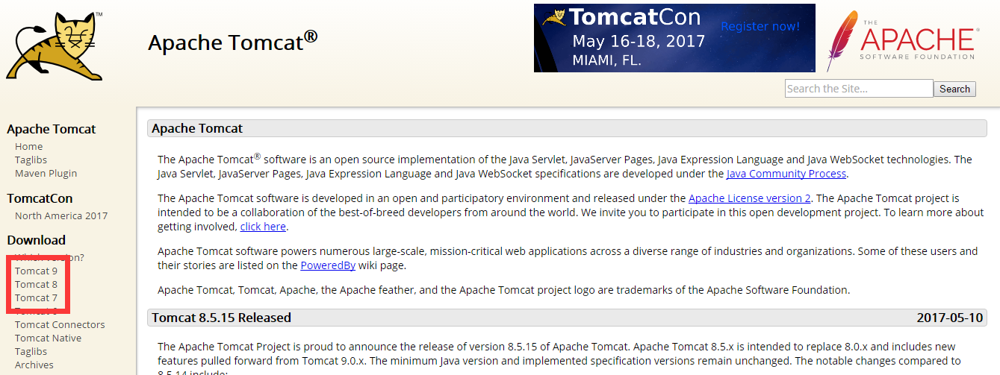 TM
Apache Tomcat®
TomcatCon
Register now!
May 16-18, 2017
MIAMI, FL.
THE
APACHE®
SOFTWARE FOUNDATION
Search the Site...
Search
Apache Tomcat
Home
Taglibs
Maven Plugin
TomcatCon
North America 2017
Download
Which version?
Tomcat 9
Tomcat 8
Tomcat 7
Tomcat 6
Tomcat Connectors
Tomcat Native
Taglibs
Archives
Apache Tomcat
The Apache Tomcat® software is an open source implementation of the Java Servlet, JavaServer Pages, Java Expression Language and Java WebSocket technologies. The
Java Servlet, JavaServer Pages, Java Expression Language and Java WebSocket specifications are developed under the Java Community Process.
The Apache Tomcat software is developed in an open and participatory environment and released under the Apache License version 2. The Apache Tomcat project is
intended to be a collaboration of the best-of-breed developers from around the world. We invite you to participate in this open development project. To learn more about
getting involved, click here.
Apache Tomcat software powers numerous large-scale, mission-critical web applications across a diverse range of industries and organizations. Some of these users and
their stories are listed on the PoweredBy wiki page.
Apache Tomcat, Tomcat, Apache, the Apache feather, and the Apache Tomcat project logo are trademarks of the Apache Software Foundation.
Tomcat 8.5.15 Released
2017-05-10
The Apache Tomcat Project is proud to announce the release of version 8.5.15 of Apache Tomcat. Apache Tomcat 8.5.x is intended to replace 8.0.x and includes new
features pulled forward from Tomcat 9.0.x. The minimum Java version and implemented specification versions remain unchanged. The notable changes compared to
8.5.14 include: